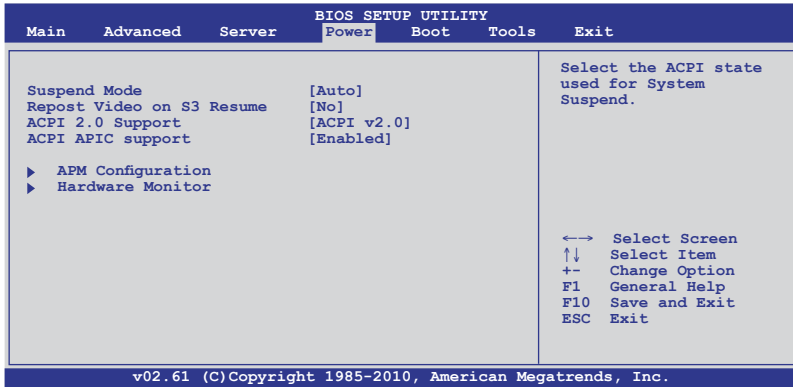 BIOS SETUP UTILITY
Main Advanced Server Power Boot Tools Exit
Suspend Mode [Auto]
Repost Video on S3 Resume [No]
ACPI 2.0 Support [ACPI v2.0]
ACPI APIC support [Enabled]
▶ APM Configuration
▶ Hardware Monitor
Select the ACPI state
used for System
Suspend.
←→ Select Screen
↑↓ Select Item
+- Change Option
F1 General Help
F10 Save and Exit
ESC Exit
v02.61 (C)Copyright 1985-2010, American Megatrends, Inc.